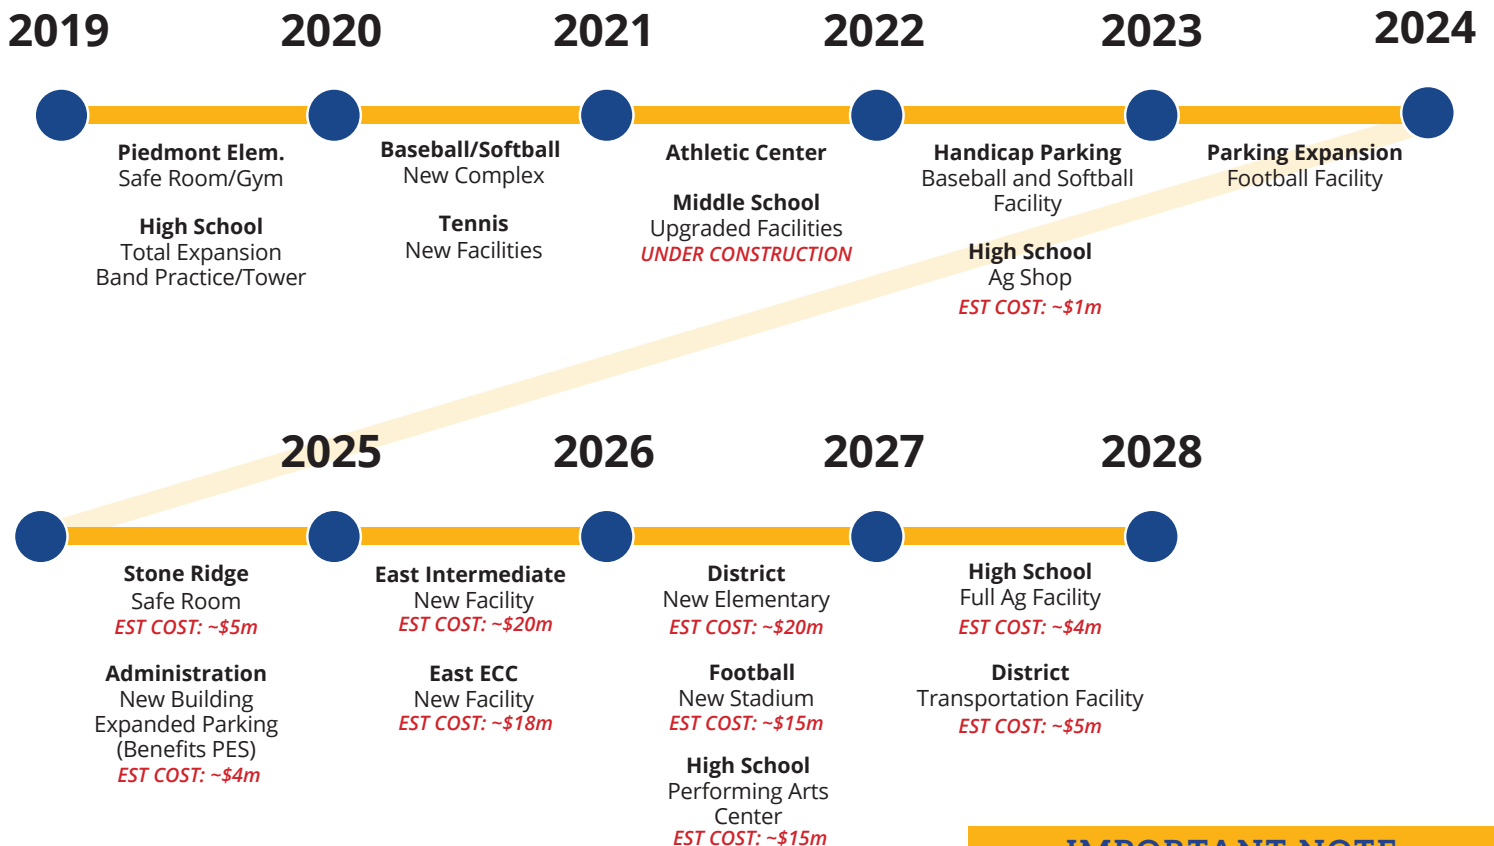 2019
2020
2021
2022
2023
2024
Piedmont Elem.
Safe Room/Gym
High School
Total Expansion
Band Practice/Tower
Baseball/Softball
New Complex
Tennis
New Facilities
Athletic Center
Middle School
Upgraded Facilities
UNDER CONSTRUCTION
Handicap Parking
Baseball and Softball
Facility
High School
Ag Shop
EST COST: ~$1m
Parking Expansion
Football Facility
2025
2026
2027
2028
Stone Ridge
Safe Room
EST COST: ~$5m
Administration
New Building
Expanded Parking
(Benefits PES)
EST COST: ~$4m
East Intermediate
New Facility
EST COST: ~$20m
East ECC
New Facility
EST COST: ~$18m
District
New Elementary
EST COST: ~$20m
Football
New Stadium
EST COST: ~$15m
High School
Performing Arts
Center
EST COST: ~$15m
High School
Full Ag Facility
EST COST: ~$4m
District
Transportation Facility
EST COST: ~$5m
IMPORTANT NOTE